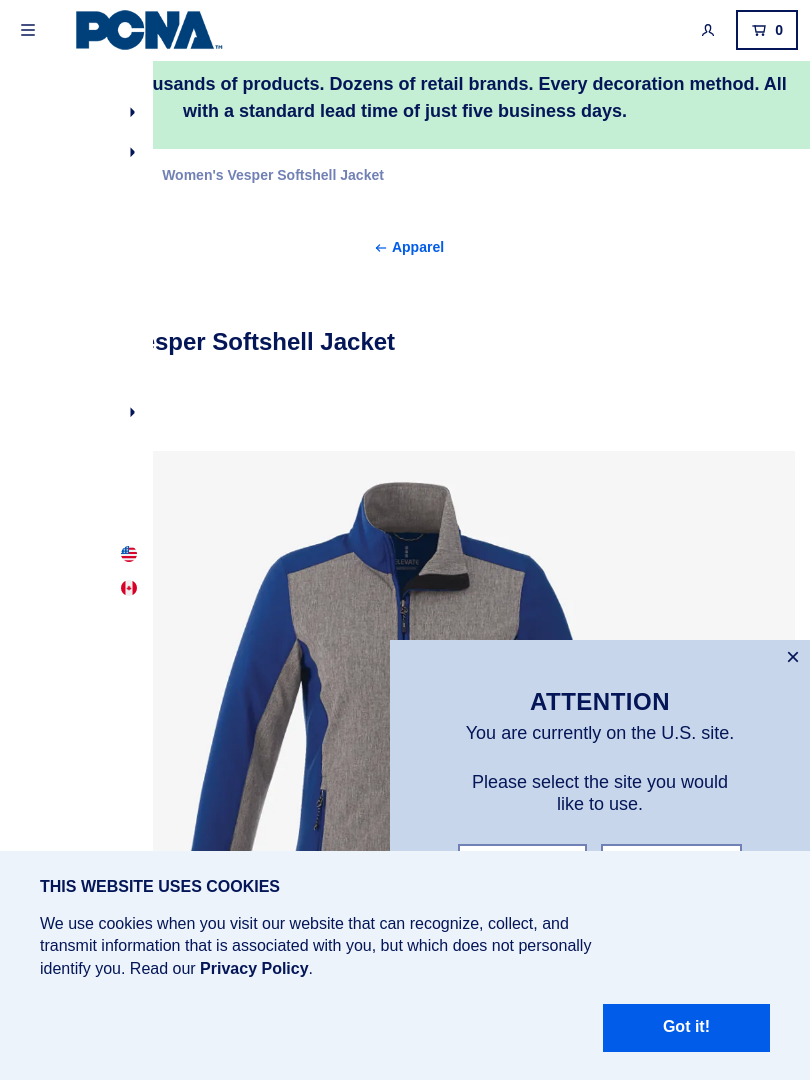 PCNA™
0
usands of products. Dozens of retail brands. Every decoration method. All
with a standard lead time of just five business days.
Women's Vesper Softshell Jacket
← Apparel
esper Softshell Jacket
ELEVATE
ATTENTION
You are currently on the U.S. site.
Please select the site you would
like to use.
THIS WEBSITE USES COOKIES
We use cookies when you visit our website that can recognize, collect, and
transmit information that is associated with you, but which does not personally
identify you. Read our Privacy Policy.
Got it!